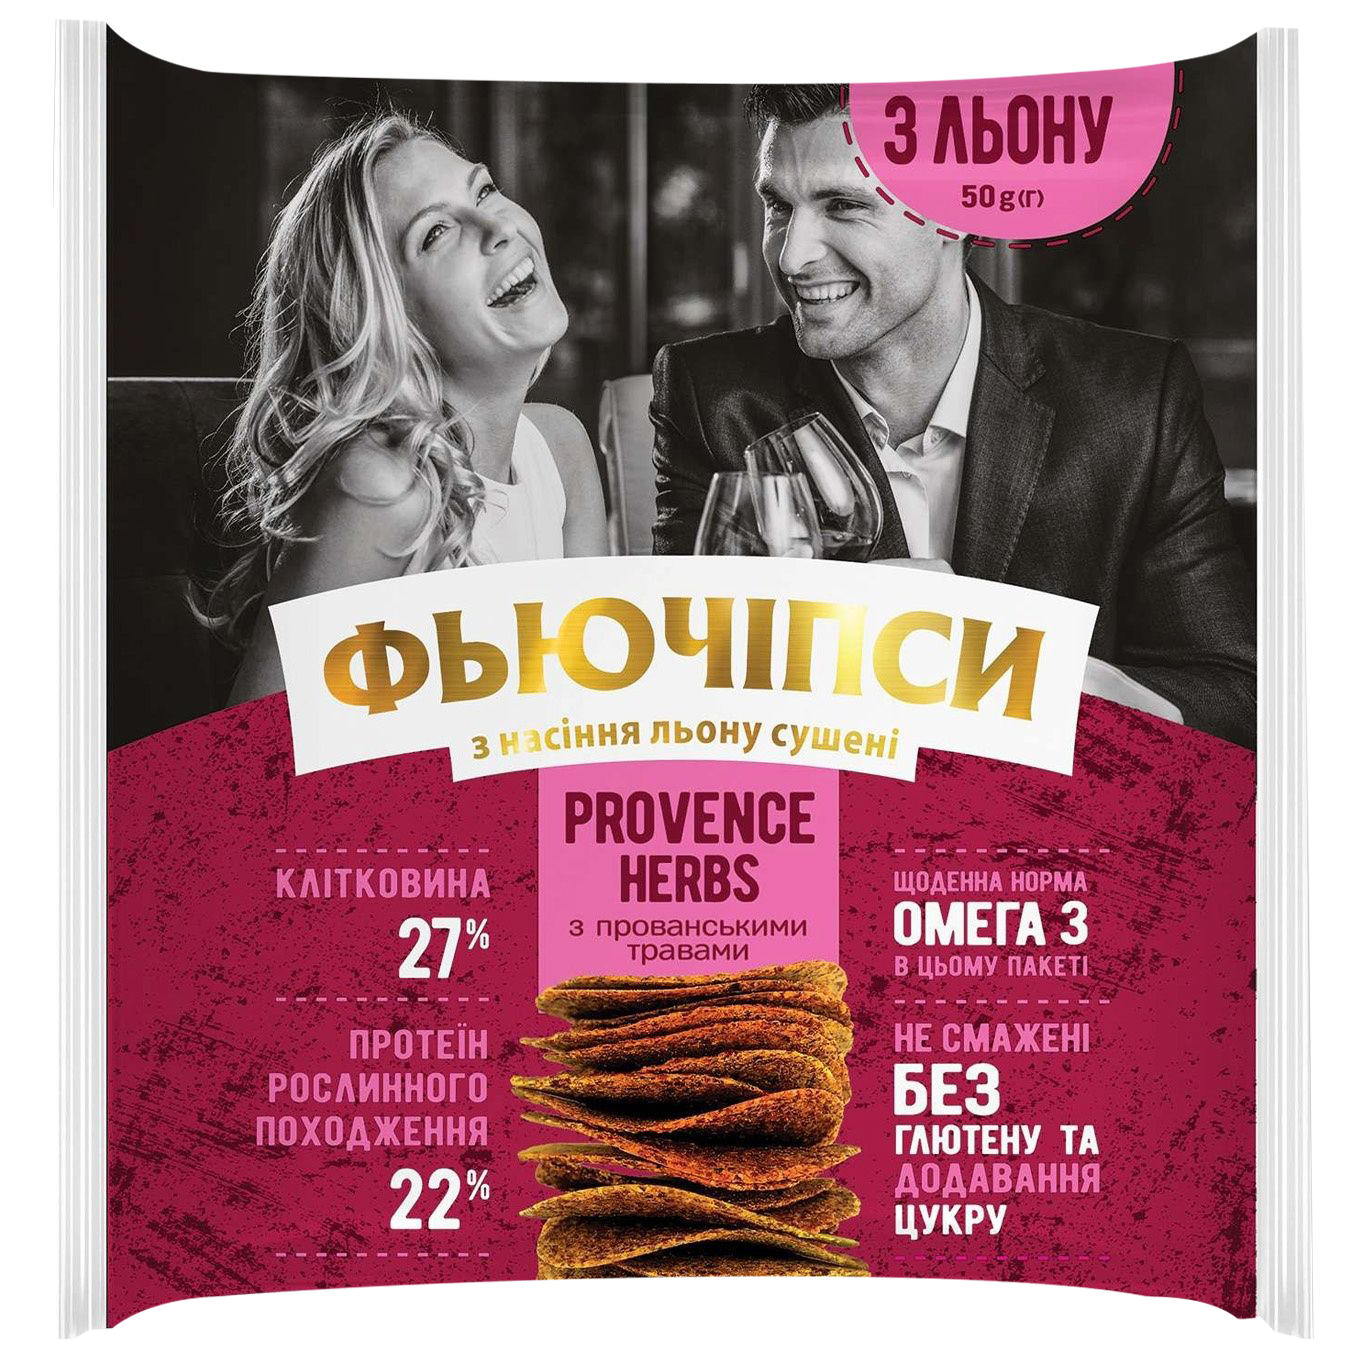 З ЛЬОНУ
50g(г)
ФЬЮЧІПСИ
з насіння льону сушені
PROVENCE
HERBS
з прованськими
травами
КЛІТКОВИНА
27%
ПРОТЕЇН
РОСЛИННОГО
ПОХОДЖЕННЯ
22%
ЩОДЕННА НОРМА
ОМЕГА 3
В ЦЬОМУ ПАКЕТІ
НЕ СМАЖЕНІ
БЕЗ
ГЛЮТЕНУ ТА
ДОДАВАННЯ
ЦУКРУ